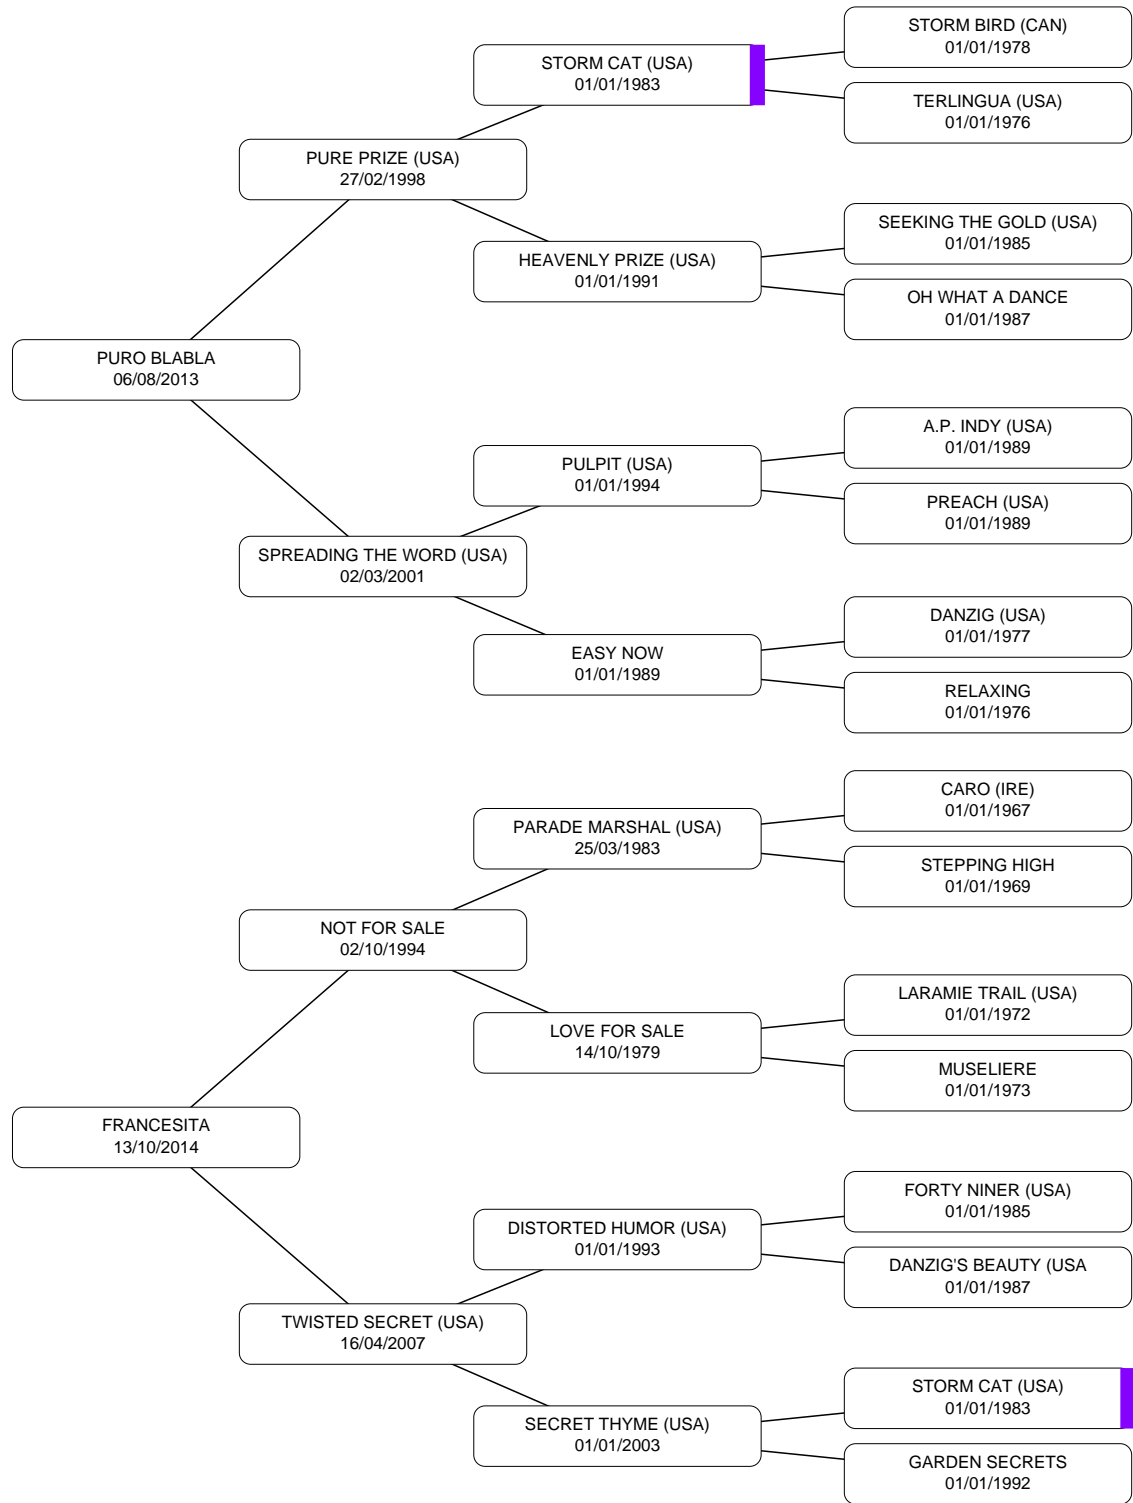 STORM BIRD (CAN)
01/01/1978
STORM CAT (USA)
01/01/1983
TERLINGUA (USA)
01/01/1976
PURE PRIZE (USA)
27/02/1998
SEEKING THE GOLD (USA)
01/01/1985
HEAVENLY PRIZE (USA)
01/01/1991
OH WHAT A DANCE
01/01/1987
PURO BLABLA
06/08/2013
A.P. INDY (USA)
01/01/1989
PULPIT (USA)
01/01/1994
PREACH (USA)
01/01/1989
SPREADING THE WORD (USA)
02/03/2001
DANZIG (USA)
01/01/1977
EASY NOW
01/01/1989
RELAXING
01/01/1976
CARO (IRE)
01/01/1967
PARADE MARSHAL (USA)
25/03/1983
STEPPING HIGH
01/01/1969
NOT FOR SALE
02/10/1994
LARAMIE TRAIL (USA)
01/01/1972
LOVE FOR SALE
14/10/1979
MUSELIERE
01/01/1973
FRANCESITA
13/10/2014
FORTY NINER (USA)
01/01/1985
DISTORTED HUMOR (USA)
01/01/1993
DANZIG'S BEAUTY (USA
01/01/1987
TWISTED SECRET (USA)
16/04/2007
STORM CAT (USA)
01/01/1983
SECRET THYME (USA)
01/01/2003
GARDEN SECRETS
01/01/1992